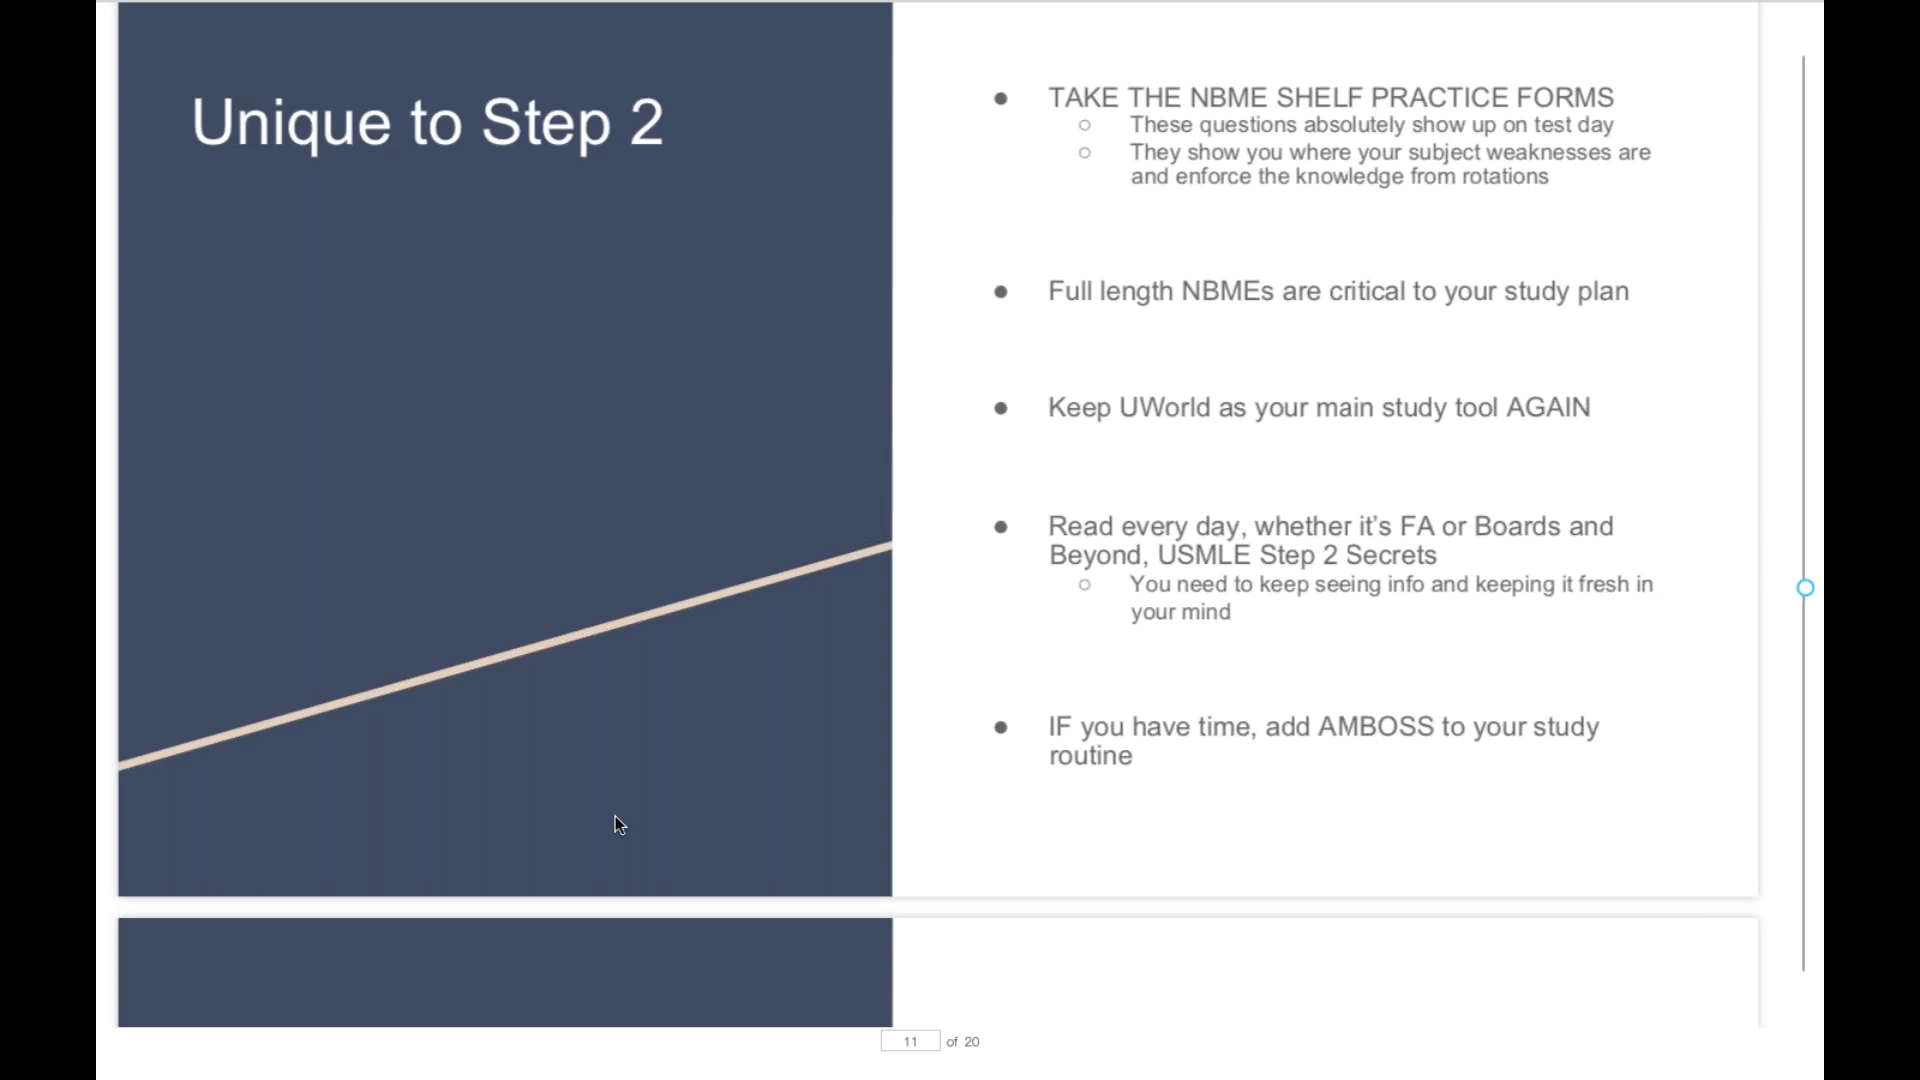 Unique to Step 2
● TAKE THE NBME SHELF PRACTICE FORMS
○ These questions absolutely show up on test day
○ They show you where your subject weaknesses are
and enforce the knowledge from rotations
● Full length NBMEs are critical to your study plan
● Keep UWorld as your main study tool AGAIN
● Read every day, whether it’s FA or Boards and
Beyond, USMLE Step 2 Secrets
○ You need to keep seeing info and keeping it fresh in
your mind
● IF you have time, add AMBOSS to your study
routine
11 of 20